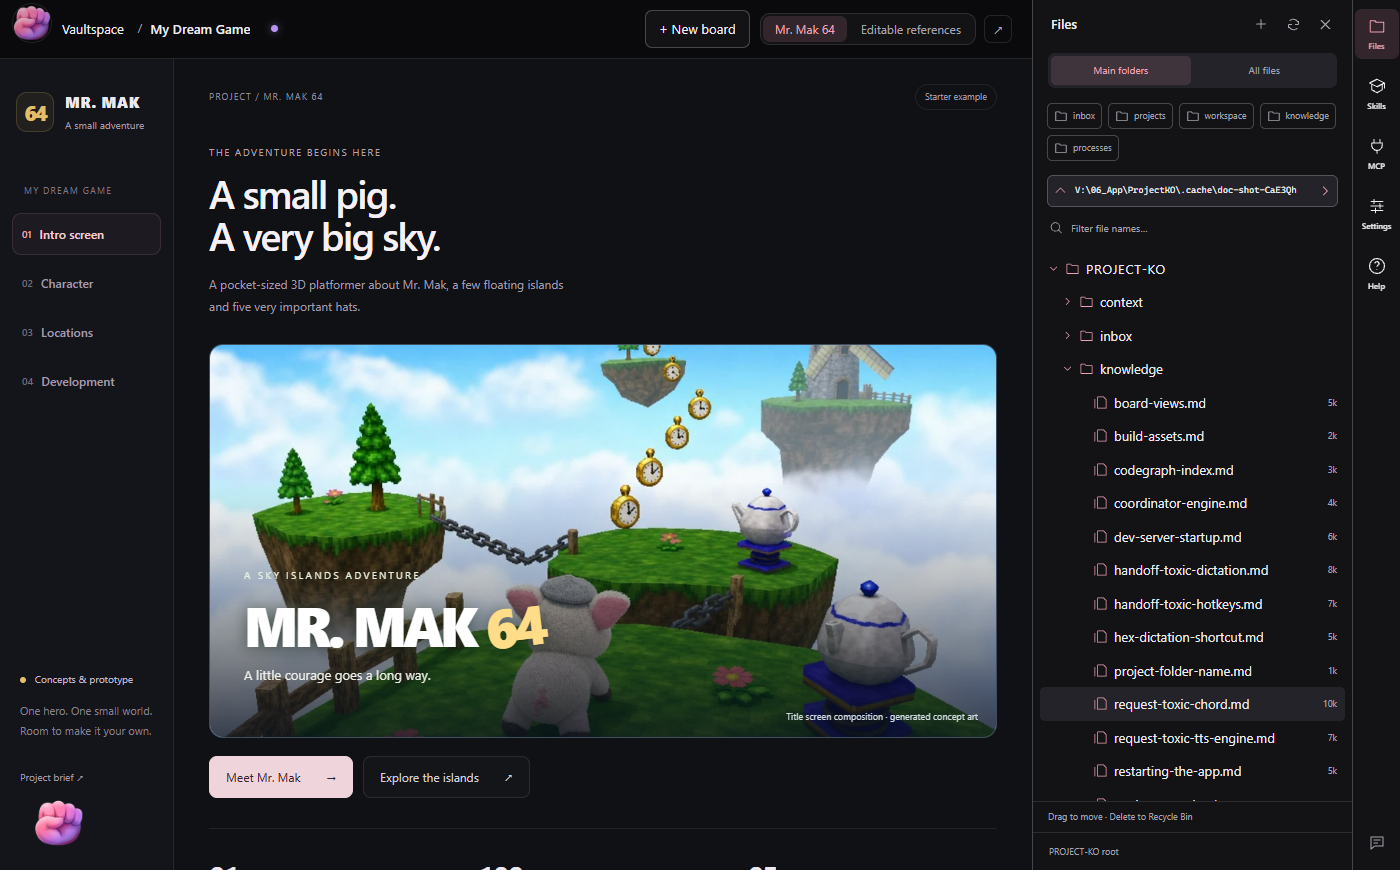 Vaultspace / My Dream Game
+ New board
Mr. Mak 64
Editable references
64
MR. MAK
A small adventure
MY DREAM GAME
01 Intro screen
02 Character
03 Locations
04 Development
Concepts & prototype
One hero. One small world.
Room to make it your own.
Project brief ↗
PROJECT / MR. MAK 64
Starter example
THE ADVENTURE BEGINS HERE
A small pig.
A very big sky.
A pocket-sized 3D platformer about Mr. Mak, a few floating islands
and five very important hats.
A SKY ISLANDS ADVENTURE
MR. MAK 64
A little courage goes a long way.
Title screen composition · generated concept art
Meet Mr. Mak →
Explore the islands ↗
Files
Main folders
All files
inbox
projects
workspace
knowledge
processes
V:\06_App\ProjectKO\.cache\doc-shot-CaE3Qh
Filter file names...
PROJECT-KO
context
inbox
knowledge
board-views.md 5k
build-assets.md 2k
codegraph-index.md 3k
coordinator-engine.md 4k
dev-server-startup.md 6k
handoff-toxic-dictation.md 8k
handoff-toxic-hotkeys.md 7k
hex-dictation-shortcut.md 5k
project-folder-name.md 1k
request-toxic-chord.md 10k
request-toxic-tts-engine.md 7k
restarting-the-app.md 5k
Drag to move · Delete to Recycle Bin
PROJECT-KO root
Files
Skills
MCP
Settings
Help